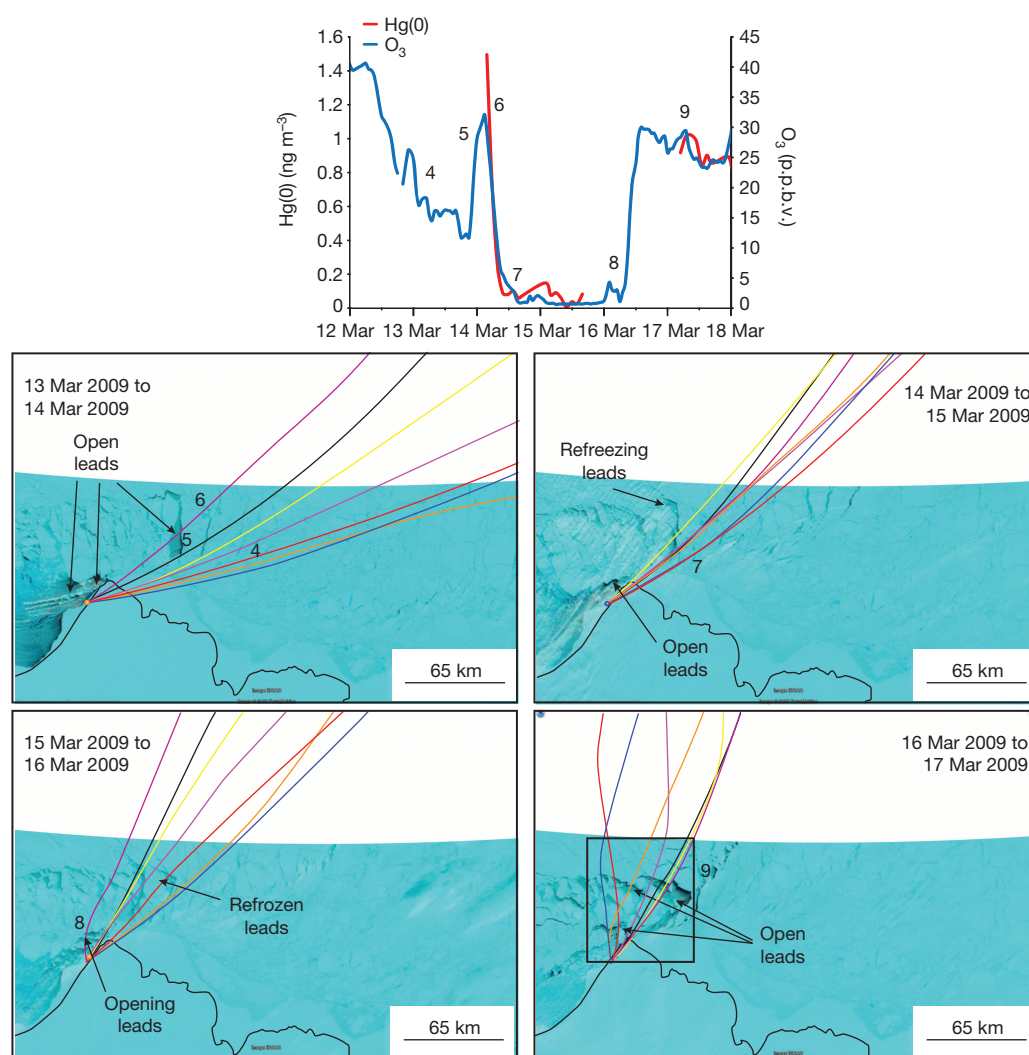 Hg(0)
O₃
1.6
1.4
1.2
1
0.8
0.6
0.4
0.2
0
Hg(0) (ng m⁻³)
45
40
35
30
25
20
15
10
5
0
O₃ (p.p.b.v.)
4
5
6
7
8
9
12 Mar
13 Mar
14 Mar
15 Mar
16 Mar
17 Mar
18 Mar
13 Mar 2009 to
14 Mar 2009
Open
leads
6
5
4
65 km
14 Mar 2009 to
15 Mar 2009
Refreezing
leads
7
Open
leads
65 km
15 Mar 2009 to
16 Mar 2009
Refrozen
leads
8
Opening
leads
65 km
16 Mar 2009 to
17 Mar 2009
9
Open
leads
65 km